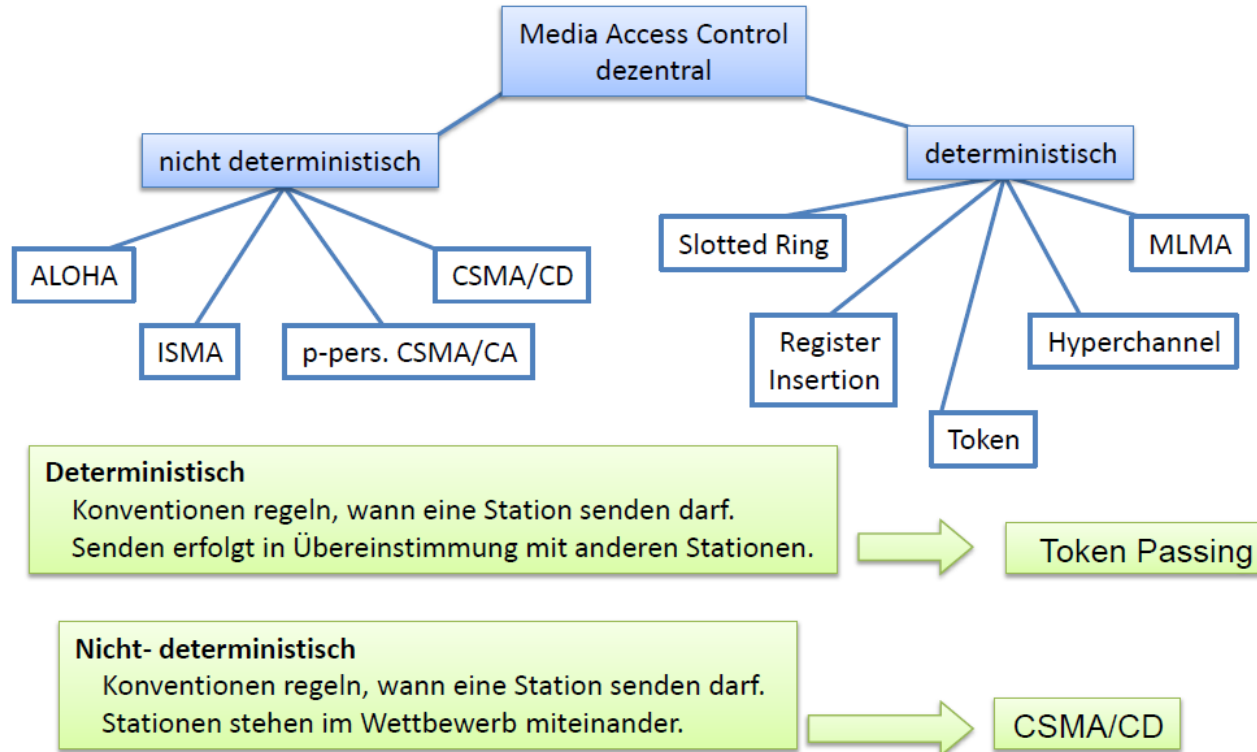 Media Access Control
dezentral
nicht deterministisch
deterministisch
ALOHA
ISMA
p-pers. CSMA/CA
CSMA/CD
Slotted Ring
Register
Insertion
Token
Hyperchannel
MLMA
Deterministisch
Konventionen regeln, wann eine Station senden darf.
Senden erfolgt in Übereinstimmung mit anderen Stationen.
Token Passing
Nicht- deterministisch
Konventionen regeln, wann eine Station senden darf.
Stationen stehen im Wettbewerb miteinander.
CSMA/CD